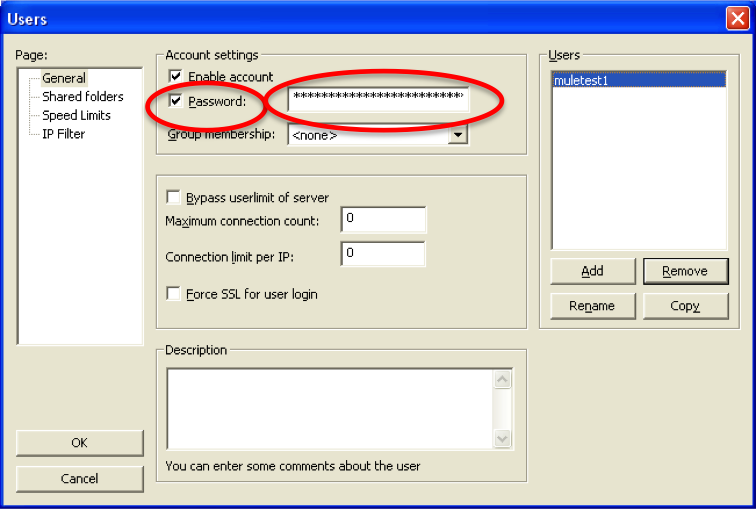 Users
Page:
General
Shared folders
Speed Limits
IP Filter
OK
Cancel
Account settings
Enable account
Password: *************************
Group membership: <none>
Bypass userlimit of server
Maximum connection count: 0
Connection limit per IP: 0
Force SSL for user login
Description
You can enter some comments about the user
Users
muletest1
Add Remove
Rename Copy